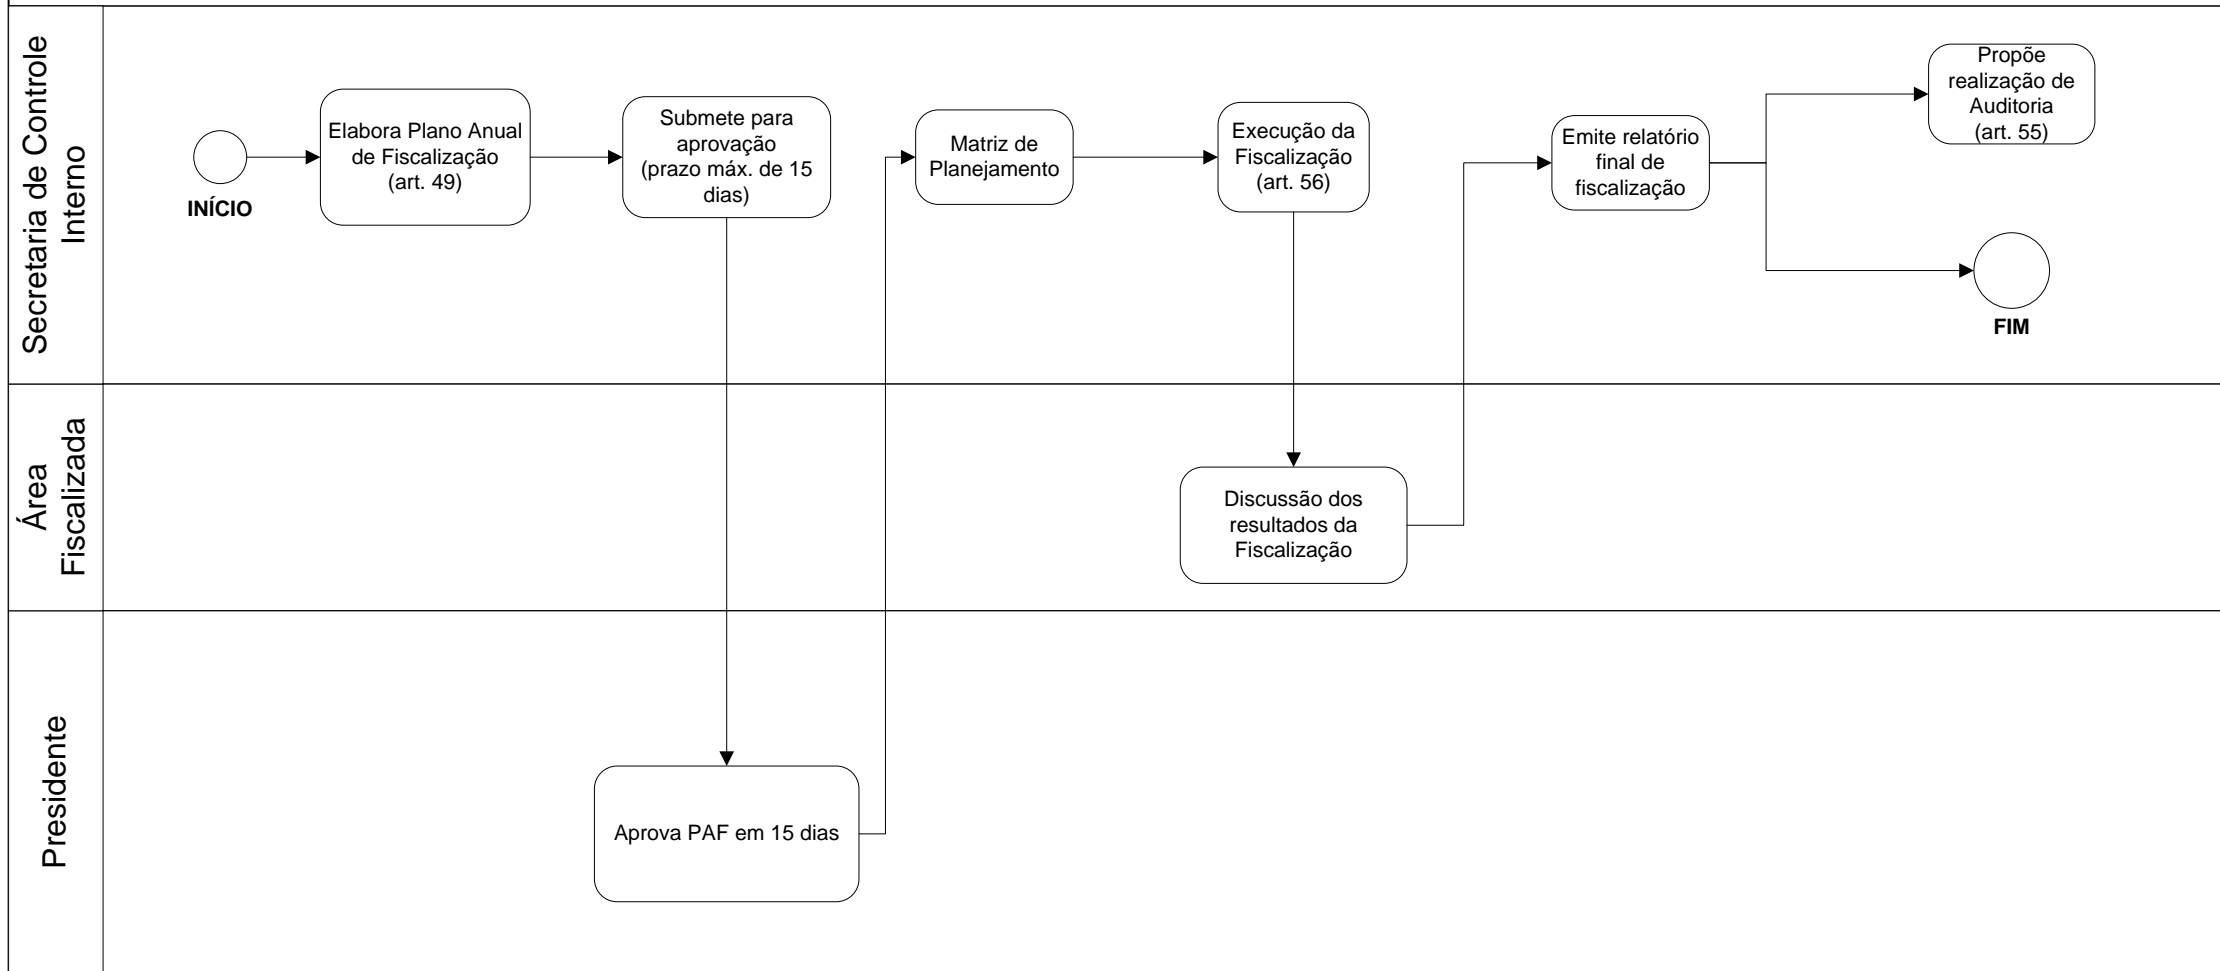 Secretaria de Controle
Interno
INÍCIO
Elabora Plano Anual
de Fiscalização
(art. 49)
Submete para
aprovação
(prazo máx. de 15
dias)
Matriz de
Planejamento
Execução da
Fiscalização
(art. 56)
Emite relatório
final de
fiscalização
Propõe
realização de
Auditoria
(art. 55)
FIM
Área
Fiscalizada
Discussão dos
resultados da
Fiscalização
Presidente
Aprova PAF em 15 dias